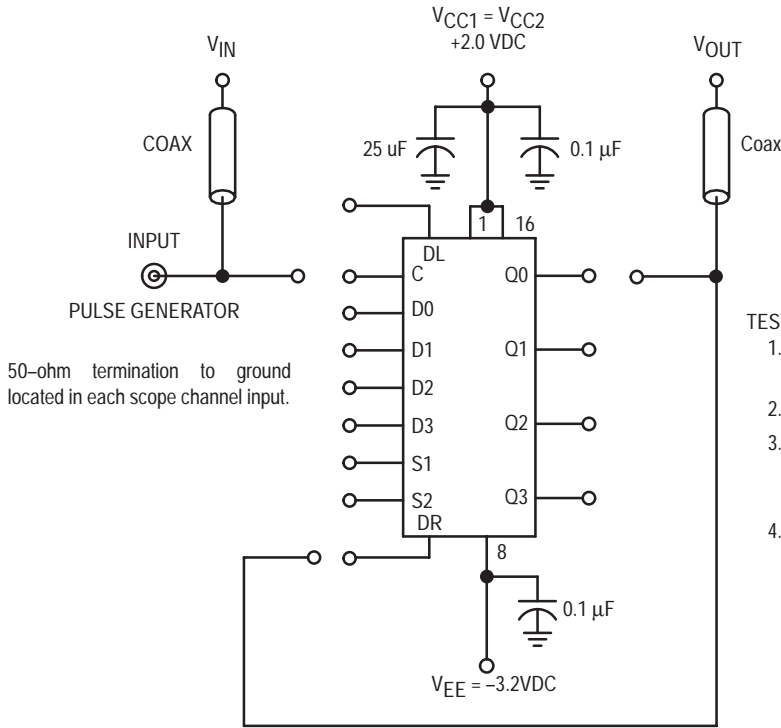 VCC1 = VCC2
+2.0 VDC
VIN
VOUT
COAX
25 uF
0.1 μF
Coax
1 16
INPUT
DL
C
Q0
PULSE GENERATOR
D0
50–ohm termination to ground
located in each scope channel input.
D1
Q1
D2
D3
Q2
S1
S2
Q3
DR
8
0.1 μF
VEE = –3.2VDC
TES
1.
2.
3.
4.